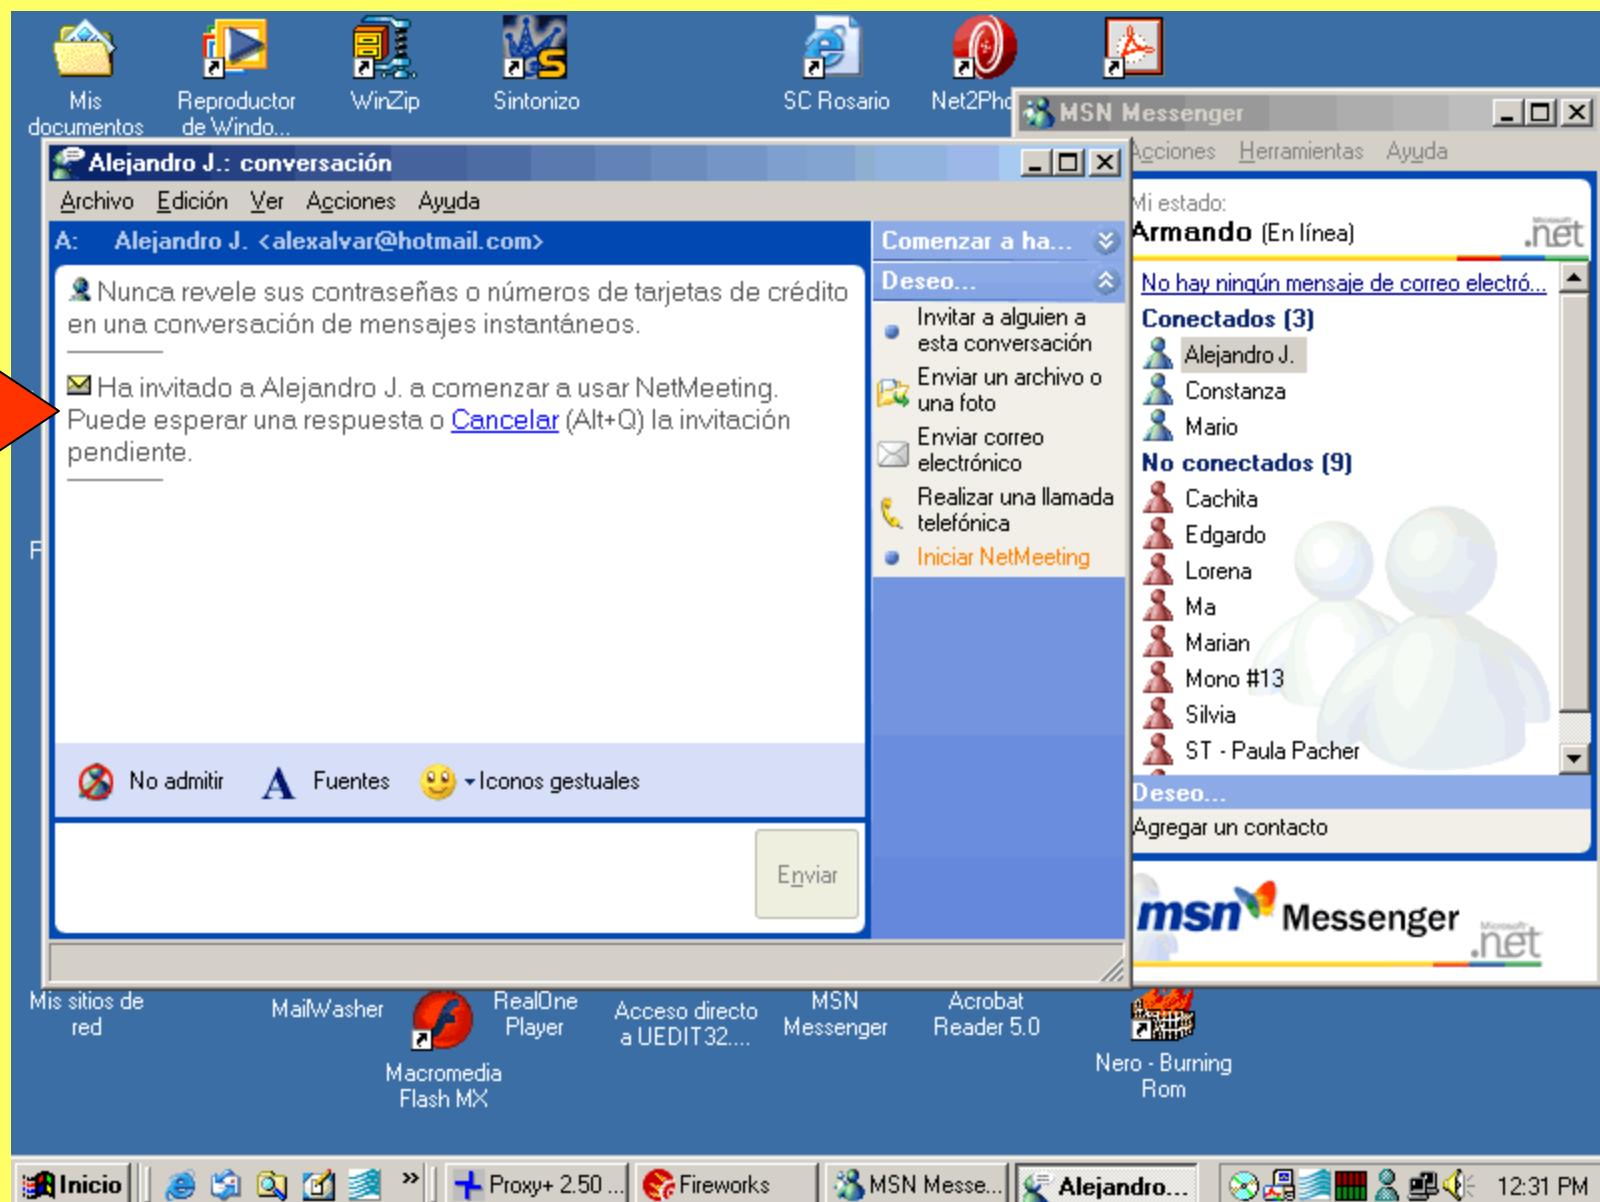 Mis
documentos
Reproductor
de Windo...
WinZip
Sintonizo
SC Rosario
Net2Pho
MSN Messenger
Acciones Herramientas Ayuda
Mi estado:
Armando (En línea)
Microsoft
.net
No hay ningún mensaje de correo electró...
Conectados (3)
Alejandro J.
Constanza
Mario
No conectados (9)
Cachita
Edgardo
Lorena
Ma
Marian
Mono #13
Silvia
ST - Paula Pacher
Deseo...
Agregar un contacto
msn Messenger
Microsoft
.net
Alejandro J.: conversación
Archivo Edición Ver Acciones Ayuda
A: Alejandro J. <alexalvar@hotmail.com>
Nunca revele sus contraseñas o números de tarjetas de crédito
en una conversación de mensajes instantáneos.
Ha invitado a Alejandro J. a comenzar a usar NetMeeting.
Puede esperar una respuesta o Cancelar (Alt+Q) la invitación
pendiente.
Comenzar a ha...
Deseo...
Invitar a alguien a
esta conversación
Enviar un archivo o
una foto
Enviar correo
electrónico
Realizar una llamada
telefónica
Iniciar NetMeeting
No admitir Fuentes Iconos gestuales
Enviar
Mis sitios de
red
MailWasher
Macromedia
Flash MX
RealOne
Player
Acceso directo
a UEDIT32....
MSN
Messenger
Acrobat
Reader 5.0
Nero - Burning
Rom
Inicio » Proxy+ 2.50 ... Fireworks MSN Messe... Alejandro... 12:31 PM